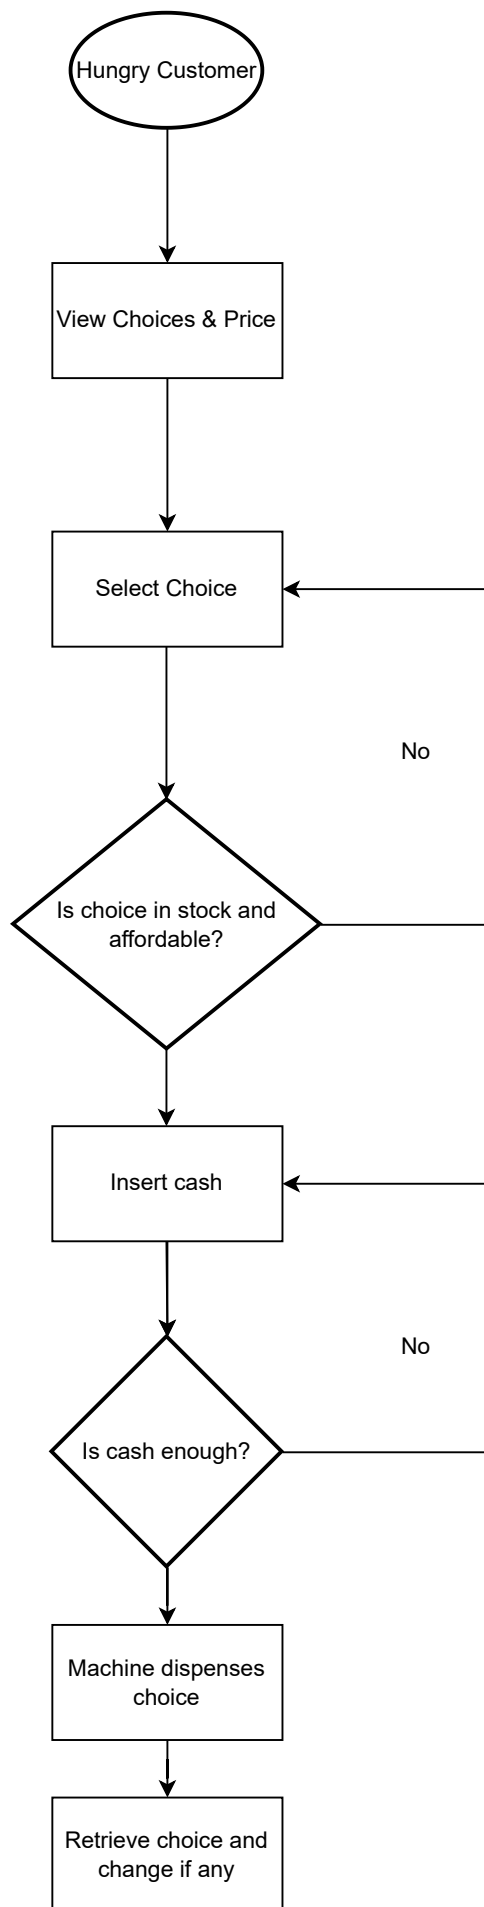 Hungry Customer
View Choices & Price
Select Choice
No
Is choice in stock and
affordable?
Insert cash
No
Is cash enough?
Machine dispenses
choice
Retrieve choice and
change if any